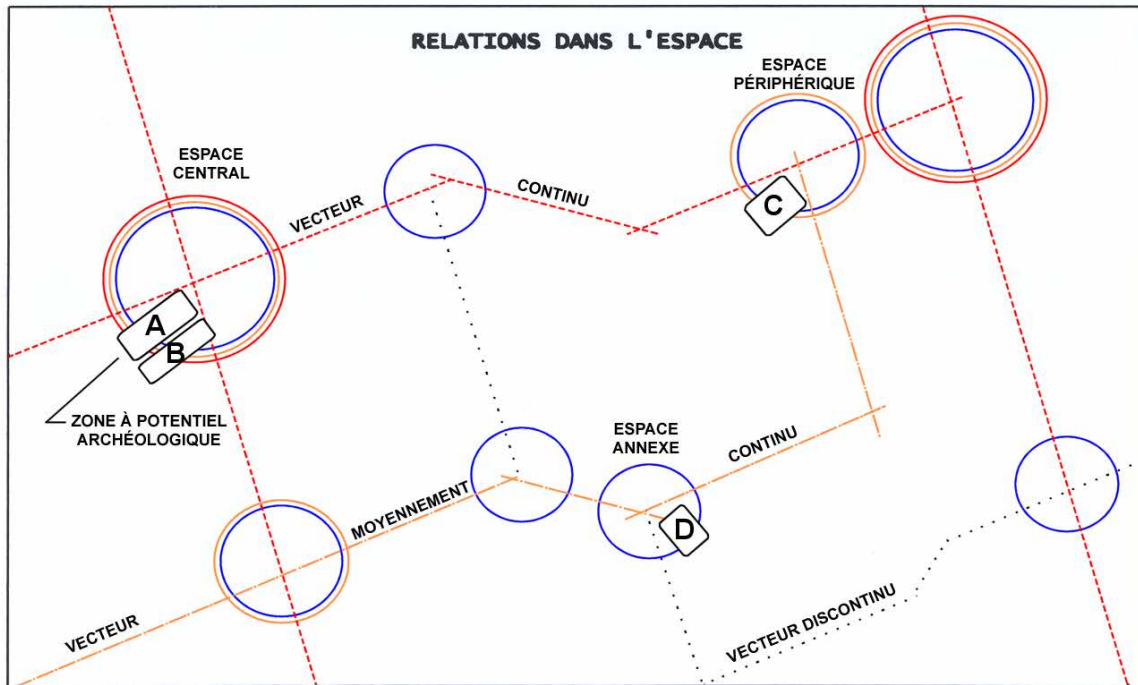 RELATIONS DANS L'ESPACE
ESPACE
PÉRIPHÉRIQUE
ESPACE
CENTRAL
VECTEUR
CONTINU
C
A
B
ZONE À POTENTIEL
ARCHÉOLOGIQUE
ESPACE
ANNEXE
CONTINU
MOYENNEMENT
D
VECTEUR
VECTEUR DISCONTINU